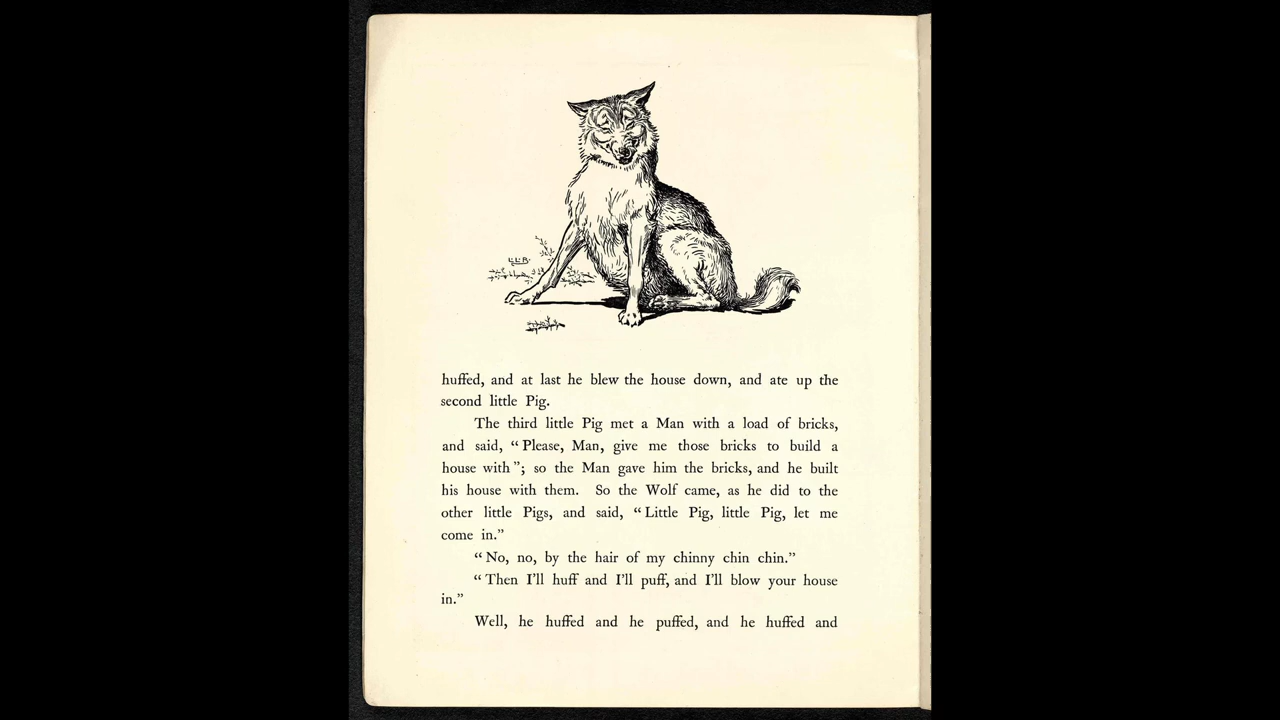 L.L.B.
huffed, and at last he blew the house down, and ate up the
second little Pig.
The third little Pig met a Man with a load of bricks,
and said, “Please, Man, give me those bricks to build a
house with”; so the Man gave him the bricks, and he built
his house with them. So the Wolf came, as he did to the
other little Pigs, and said, “Little Pig, little Pig, let me
come in.”
“No, no, by the hair of my chinny chin chin.”
“Then I’ll huff and I’ll puff, and I’ll blow your house
in.”
Well, he huffed and he puffed, and he huffed and